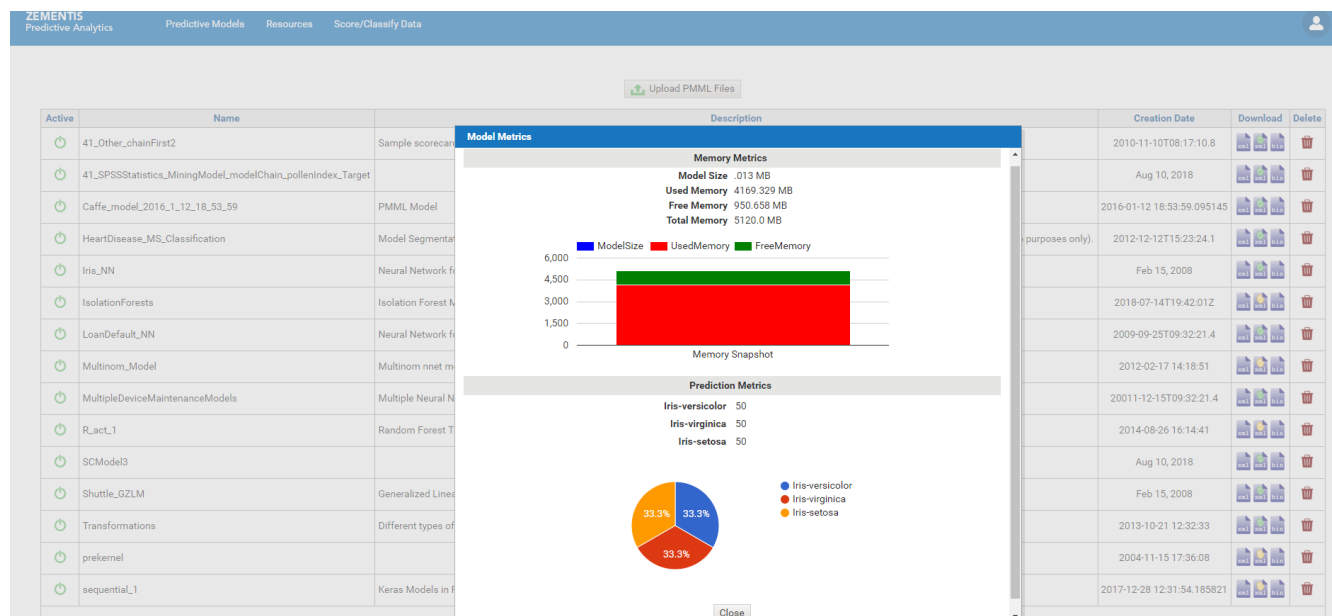 ZEMENTIS
Predictive Analytics
Predictive Models Resources Score/Classify Data
Upload PMML Files
Active Name Description Creation Date Download Delete
41_Other_chainFirst2 Sample scorecard 2010-11-10T08:17:10.8
41_SPSSStatistics_MiningModel_modelChain_pollenIndex_Target Aug 10, 2018
Caffe_model_2016_1_12_18_53_59 PMML Model 2016-01-12 18:53:59.095145
HeartDisease_MS_Classification Model Segmentat purposes only). 2012-12-12T15:23:24.1
Iris_NN Neural Network f Feb 15, 2008
IsolationForests Isolation Forest M 2018-07-14T19:42:01Z
LoanDefault_NN Neural Network f 2009-09-25T09:32:21.4
Multinom_Model Multinom nnet m 2012-02-17 14:18:51
MultipleDeviceMaintenanceModels Multiple Neural N 20011-12-15T09:32:21.4
R_act_1 Random Forest T 2014-08-26 16:14:41
SCModel3 Aug 10, 2018
Shuttle_GZLM Generalized Linea Feb 15, 2008
Transformations Different types of 2013-10-21 12:32:33
prekernel 2004-11-15 17:36:08
sequential_1 Keras Models in 2017-12-28 12:31:54.185821
Model Metrics
Memory Metrics
Model Size .013 MB
Used Memory 4169.329 MB
Free Memory 950.658 MB
Total Memory 5120.0 MB
ModelSize UsedMemory FreeMemory
6,000
4,500
3,000
1,500
0
Memory Snapshot
Prediction Metrics
Iris-versicolor 50
Iris-virginica 50
Iris-setosa 50
Iris-versicolor
Iris-virginica
Iris-setosa
33.3% 33.3%
33.3%
Close